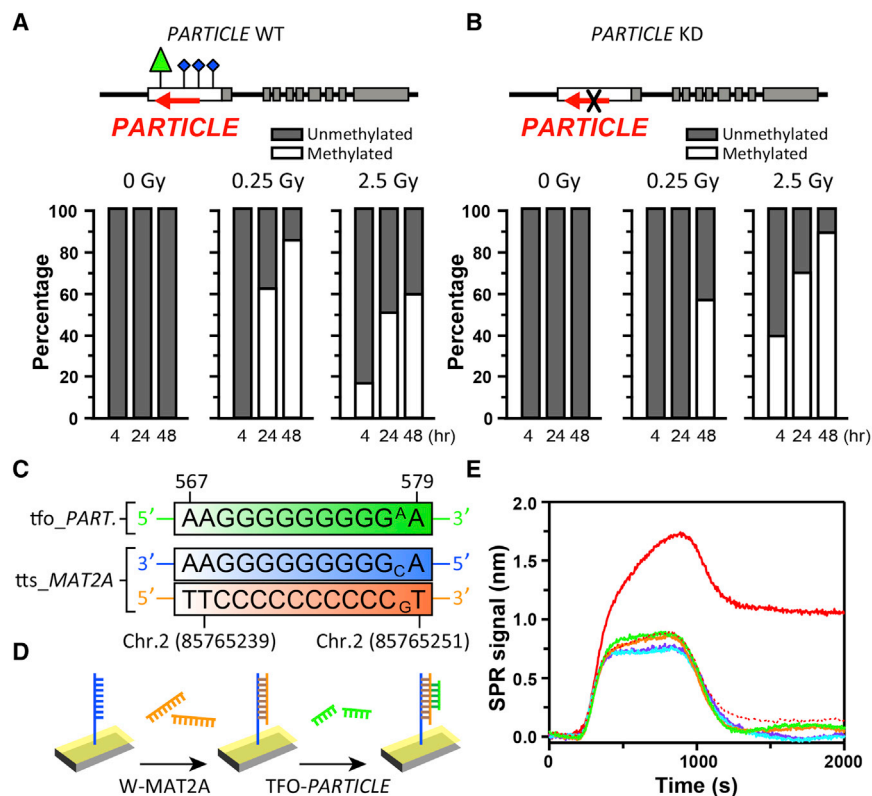 A
PARTICLE WT
PARTICLE
Unmethylated
Methylated
0 Gy
0.25 Gy
2.5 Gy
Percentage
100
80
60
40
20
0
4 24 48
4 24 48
4 24 48 (hr)
B
PARTICLE KD
PARTICLE
Unmethylated
Methylated
0 Gy
0.25 Gy
2.5 Gy
Percentage
100
80
60
40
20
0
4 24 48
4 24 48
4 24 48 (hr)
C
567
579
tfo_PART.
5′ AAGGGGGGGGGGAA 3′
tts_MAT2A
3′ AAGGGGGGGGGGCA 5′
5′ TTCCCCCCCCCCGT 3′
Chr.2 (85765239)
Chr.2 (85765251)
D
W-MAT2A
TFO-PARTICLE
E
SPR signal (nm)
2.0
1.5
1.0
0.5
0.0
0
1000
2000
Time (s)